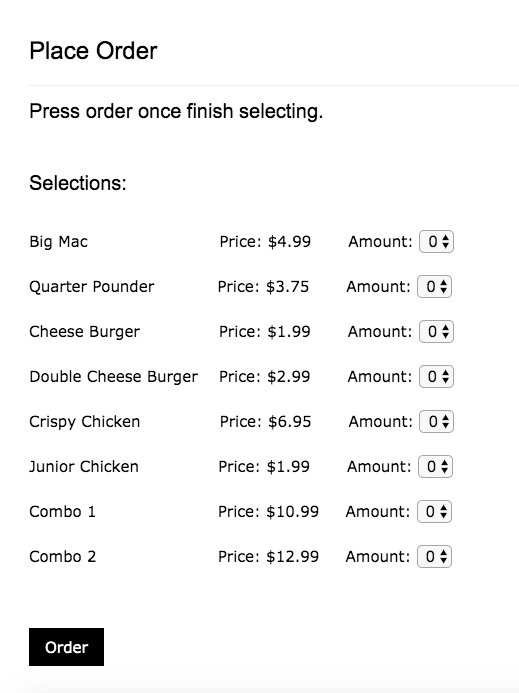 Place Order
Press order once finish selecting.
Selections:
Big Mac Price: $4.99 Amount: 0
Quarter Pounder Price: $3.75 Amount: 0
Cheese Burger Price: $1.99 Amount: 0
Double Cheese Burger Price: $2.99 Amount: 0
Crispy Chicken Price: $6.95 Amount: 0
Junior Chicken Price: $1.99 Amount: 0
Combo 1 Price: $10.99 Amount: 0
Combo 2 Price: $12.99 Amount: 0
Order